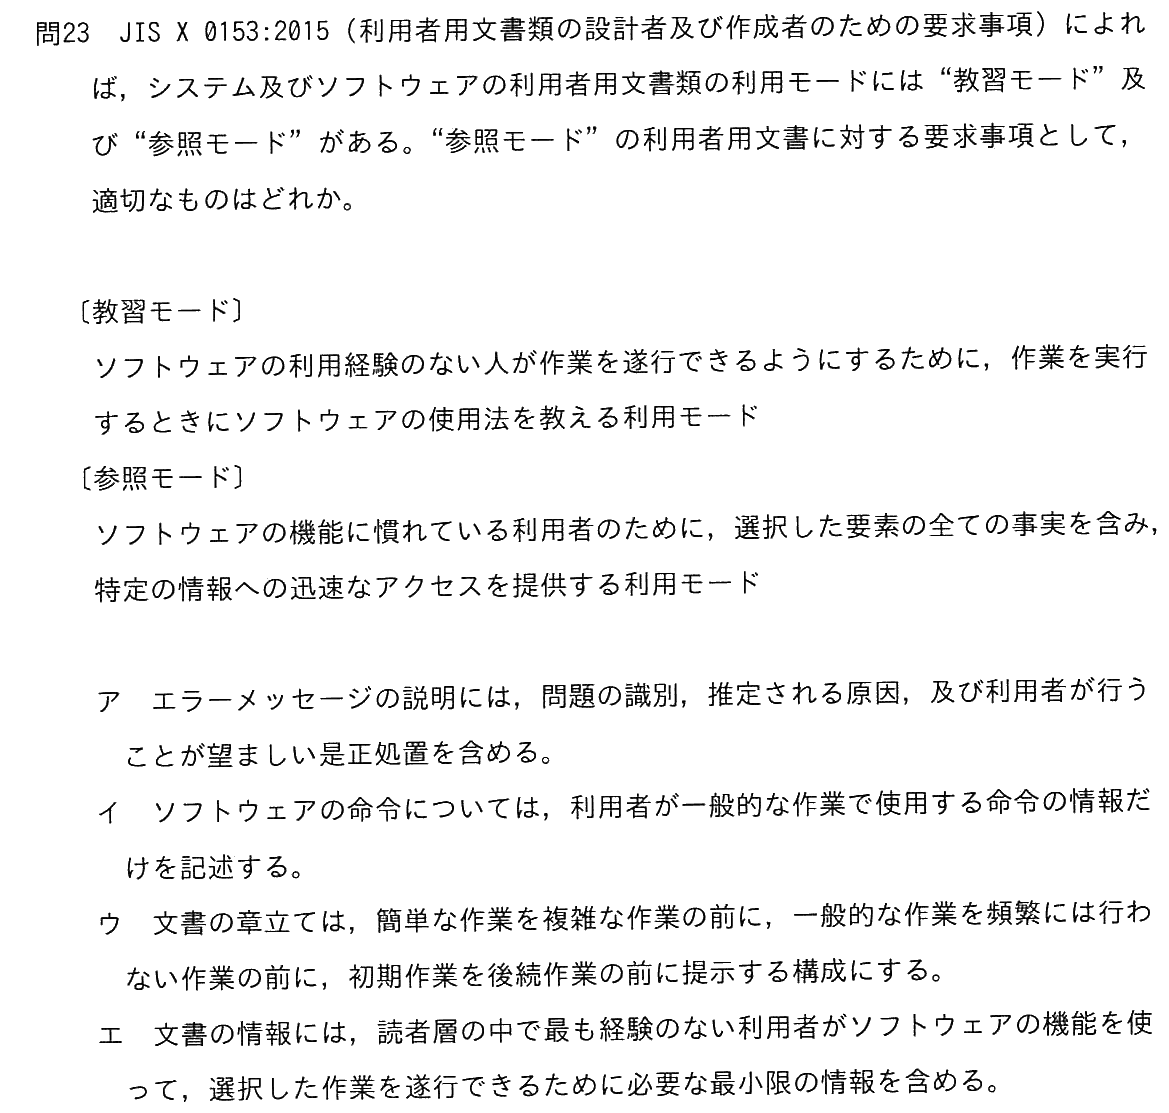 問23 JIS X 0153:2015（利用者用文書類の設計者及び作成者のための要求事項）によれ
ば，システム及びソフトウェアの利用者用文書類の利用モードには“教習モード”及
び“参照モード”がある。“参照モード”の利用者用文書に対する要求事項として，
適切なものはどれか。
〔教習モード〕
ソフトウェアの利用経験のない人が作業を遂行できるようにするために，作業を実行
するときにソフトウェアの使用法を教える利用モード
〔参照モード〕
ソフトウェアの機能に慣れている利用者のために，選択した要素の全ての事実を含み，
特定の情報への迅速なアクセスを提供する利用モード
ア エラーメッセージの説明には，問題の識別，推定される原因，及び利用者が行う
ことが望ましい是正処置を含める。
イ ソフトウェアの命令については，利用者が一般的な作業で使用する命令の情報だ
けを記述する。
ウ 文書の章立ては，簡単な作業を複雑な作業の前に，一般的な作業を頻繁には行わ
ない作業の前に，初期作業を後続作業の前に提示する構成にする。
エ 文書の情報には，読者層の中で最も経験のない利用者がソフトウェアの機能を使
って，選択した作業を遂行できるために必要な最小限の情報を含める。